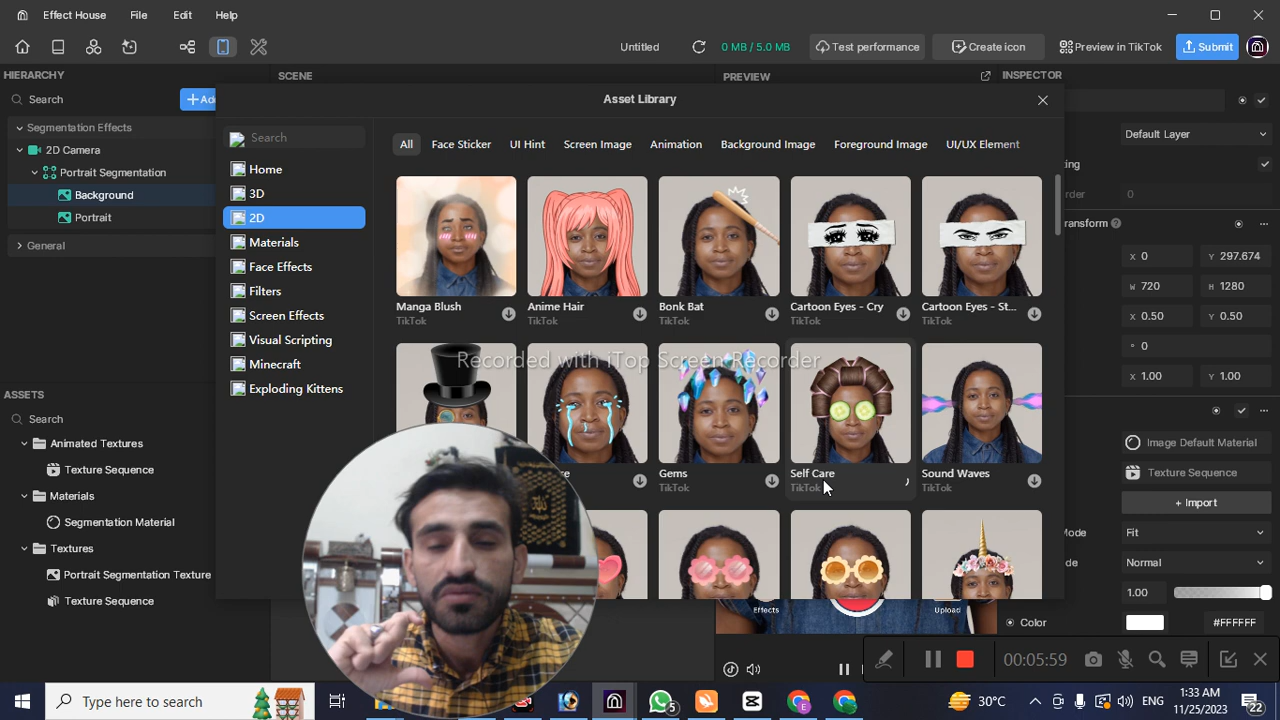 Effect House File Edit Help
Untitled 0 MB / 5.0 MB Test performance Create icon Preview in TikTok Submit
HIERARCHY SCENE PREVIEW INSPECTOR
Search
Segmentation Effects
2D Camera
Portrait Segmentation
Background
Portrait
General
ASSETS
Search
Animated Textures
Texture Sequence
Materials
Segmentation Material
Textures
Portrait Segmentation Texture
Texture Sequence
Asset Library
Search
Home
3D
2D
Materials
Face Effects
Filters
Screen Effects
Visual Scripting
Minecraft
Exploding Kittens
All Face Sticker UI Hint Screen Image Animation Background Image Foreground Image UI/UX Element
Manga Blush Anime Hair Bonk Bat Cartoon Eyes - Cry Cartoon Eyes - St...
TikTok TikTok TikTok TikTok TikTok
Recorded with iTop Screen Recorder
Gems Self Care Sound Waves
TikTok TikTok TikTok
Effects Upload
Default Layer
0
X 0 Y 297.674
W 720 H 1280
X 0.50 Y 0.50
0
X 1.00 Y 1.00
Image Default Material
Texture Sequence
+ Import
Mode Fit
Normal
1.00
Color #FFFFFF
00:05:59
Type here to search 5 30°C ENG 1:33 AM
11/25/2023 22